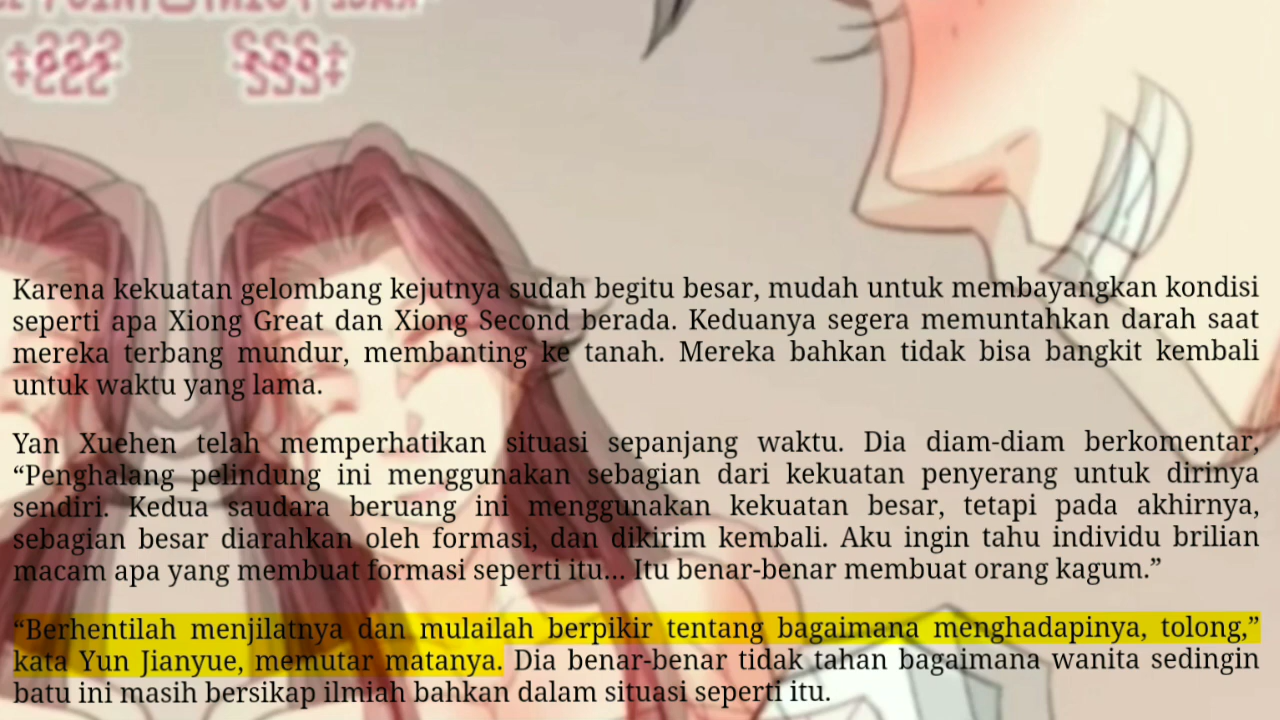 Karena kekuatan gelombang kejutnya sudah begitu besar, mudah untuk membayangkan kondisi
seperti apa Xiong Great dan Xiong Second berada. Keduanya segera memuntahkan darah saat
mereka terbang mundur, membanting ke tanah. Mereka bahkan tidak bisa bangkit kembali
untuk waktu yang lama.
Yan Xuehen telah memperhatikan situasi sepanjang waktu. Dia diam-diam berkomentar,
“Penghalang pelindung ini menggunakan sebagian dari kekuatan penyerang untuk dirinya
sendiri. Kedua saudara beruang ini menggunakan kekuatan besar, tetapi pada akhirnya,
sebagian besar diarahkan oleh formasi, dan dikirim kembali. Aku ingin tahu individu brilian
macam apa yang membuat formasi seperti itu... Itu benar-benar membuat orang kagum.”
“Berhentilah menjilatnya dan mulailah berpikir tentang bagaimana menghadapinya, tolong,”
kata Yun Jianyue, memutar matanya. Dia benar-benar tidak tahan bagaimana wanita sedingin
batu ini masih bersikap ilmiah bahkan dalam situasi seperti itu.